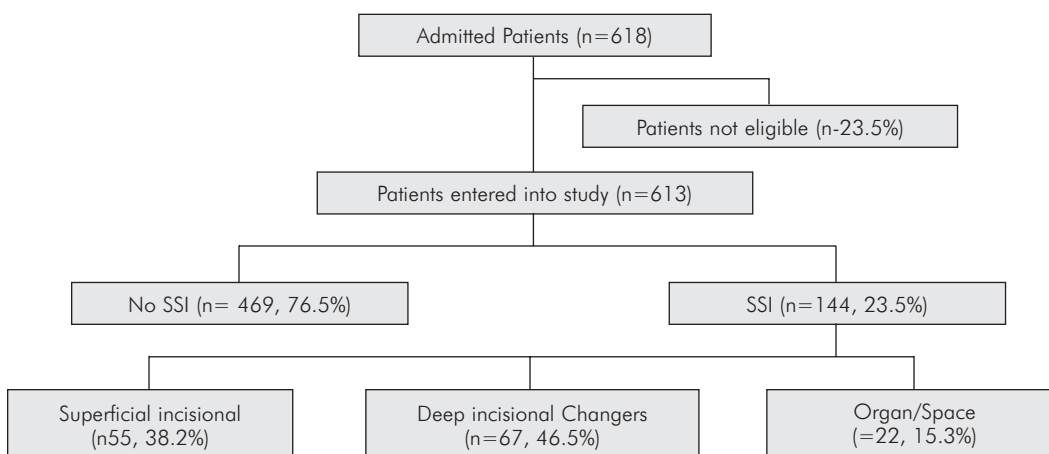 Admitted Patients (n=618)
Patients not eligible (n-23.5%)
Patients entered into study (n=613)
No SSI (n= 469, 76.5%)
SSI (n=144, 23.5%)
Superficial incisional
(n55, 38.2%)
Deep incisional Changers
(n=67, 46.5%)
Organ/Space
(=22, 15.3%)